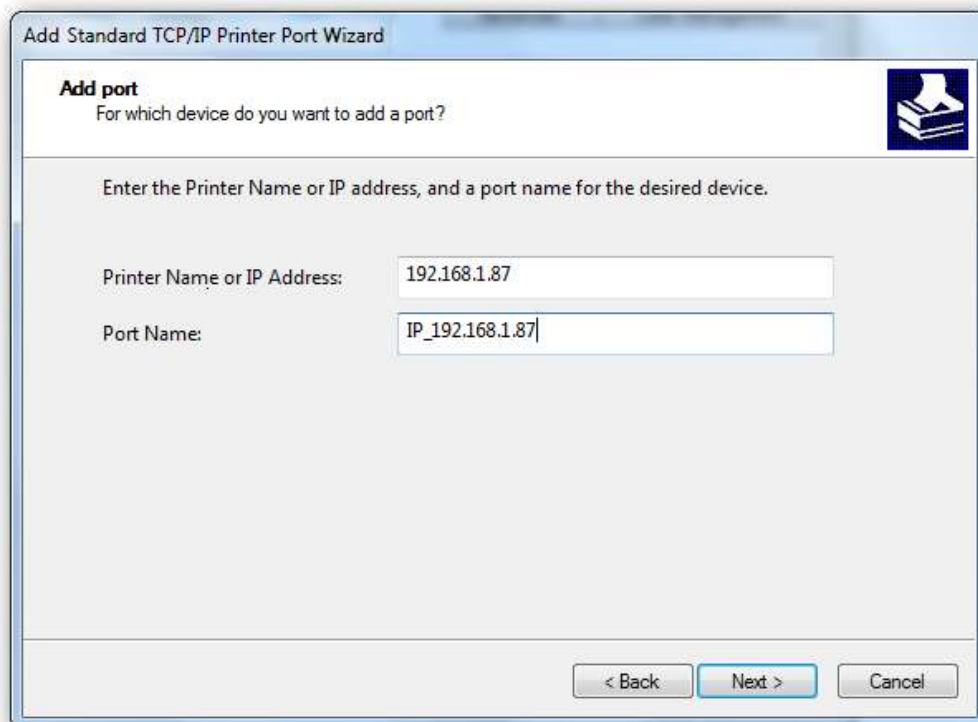 Add Standard TCP/IP Printer Port Wizard
Add port
For which device do you want to add a port?
Enter the Printer Name or IP address, and a port name for the desired device.
Printer Name or IP Address: 192.168.1.87
Port Name: IP_192.168.1.87
< Back Next > Cancel